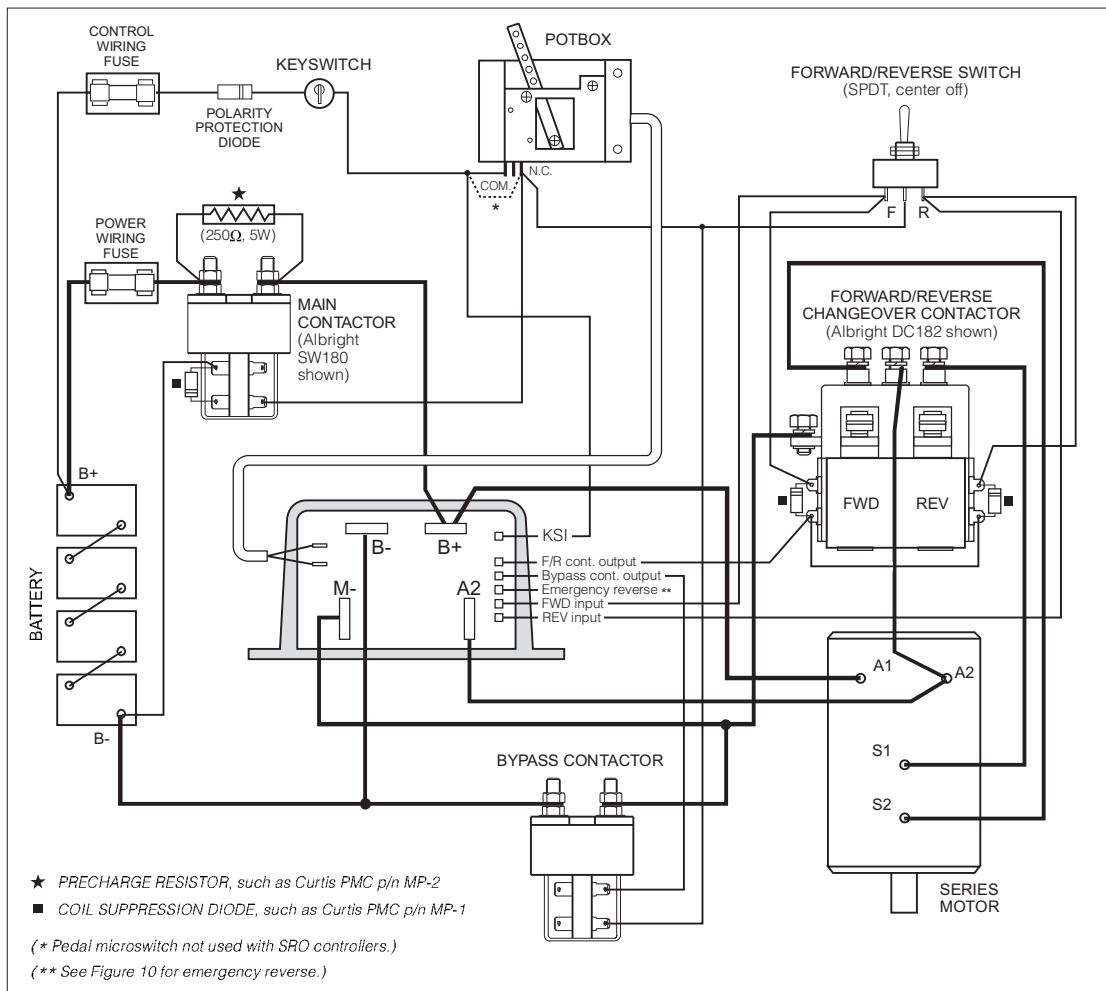 CONTROL
WIRING
FUSE
KEYSWITCH
POTBOX
POLARITY
PROTECTION
DIODE
FORWARD/REVERSE SWITCH
(SPDT, center off)
N.C.
COM.
*
F
R
★
(250Ω, 5W)
POWER
WIRING
FUSE
MAIN
CONTACTOR
(Albright
SW180
shown)
FORWARD/REVERSE
CHANGEOVER CONTACTOR
(Albright DC182 shown)
■
B+
BATTERY
B-
B-
B+
M-
A2
KSI
F/R cont. output
Bypass cont. output
Emergency reverse **
FWD input
REV input
■
FWD
REV
■
A1
A2
S1
S2
BYPASS CONTACTOR
SERIES
MOTOR
★ PRECHARGE RESISTOR, such as Curtis PMC p/n MP-2
■ COIL SUPPRESSION DIODE, such as Curtis PMC p/n MP-1
(* Pedal microswitch not used with SRO controllers.)
(** See Figure 10 for emergency reverse.)